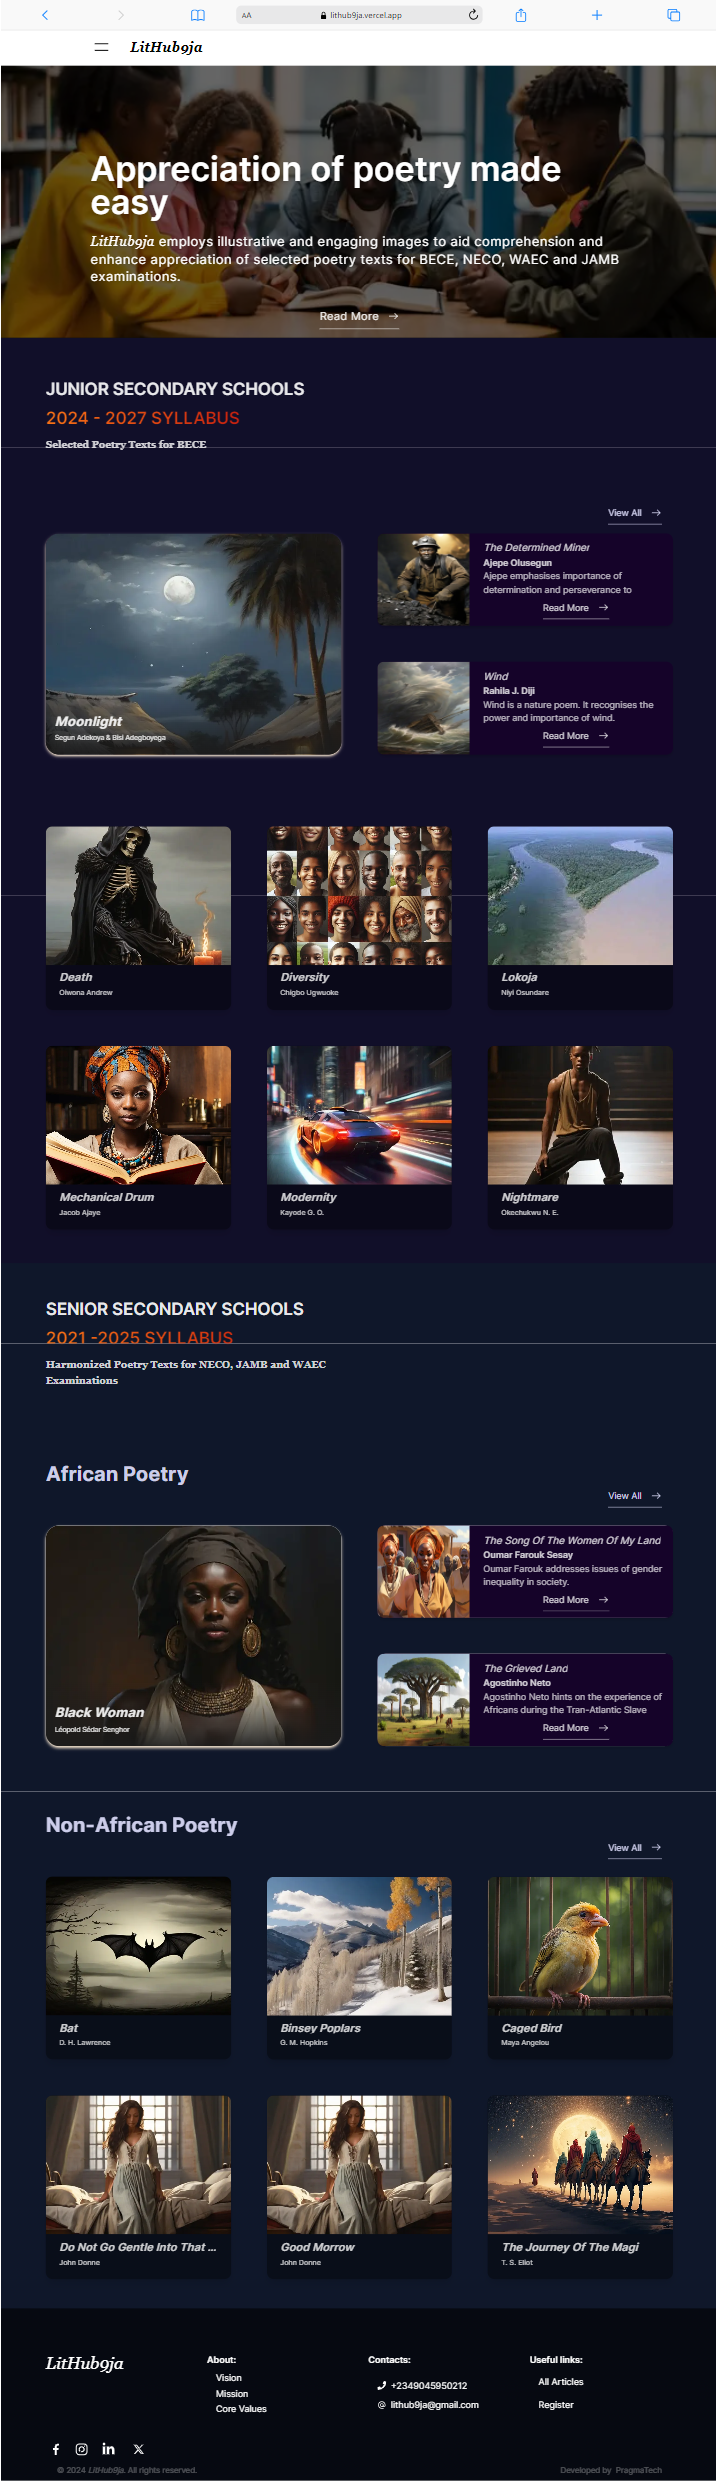 AA
lithub9ja.vercel.app
LitHub9ja
Appreciation of poetry made
easy
LitHub9ja employs illustrative and engaging images to aid comprehension and
enhance appreciation of selected poetry texts for BECE, NECO, WAEC and JAMB
examinations.
Read More
JUNIOR SECONDARY SCHOOLS
2024 - 2027 SYLLABUS
Selected Poetry Texts for BECE
View All
Moonlight
Segun Adekoya & Bisi Adegboyega
The Determined Miner
Ajepe Olusegun
Ajepe emphasises importance of
determination and perseverance to
Read More
Wind
Rahila J. Diji
Wind is a nature poem. It recognises the
power and importance of wind.
Read More
Death
Oiwona Andrew
Diversity
Chigbo Ugwuoke
Lokoja
Niyi Osundare
Mechanical Drum
Jacob Ajaye
Modernity
Kayode G. O.
Nightmare
Okechukwu N. E.
SENIOR SECONDARY SCHOOLS
2021 -2025 SYLLABUS
Harmonized Poetry Texts for NECO, JAMB and WAEC
Examinations
African Poetry
View All
Black Woman
Léopold Sédar Senghor
The Song Of The Women Of My Land
Oumar Farouk Sesay
Oumar Farouk addresses issues of gender
inequality in society.
Read More
The Grieved Land
Agostinho Neto
Agostinho Neto hints on the experience of
Africans during the Tran-Atlantic Slave
Read More
Non-African Poetry
View All
Bat
D. H. Lawrence
Binsey Poplars
G. M. Hopkins
Caged Bird
Maya Angelou
Do Not Go Gentle Into That ...
John Donne
Good Morrow
John Donne
The Journey Of The Magi
T. S. Eliot
LitHub9ja
About:
Vision
Mission
Core Values
Contacts:
+2349045950212
@ lithub9ja@gmail.com
Useful links:
All Articles
Register
© 2024 LitHub9ja. All rights reserved.
Developed by PragmaTech